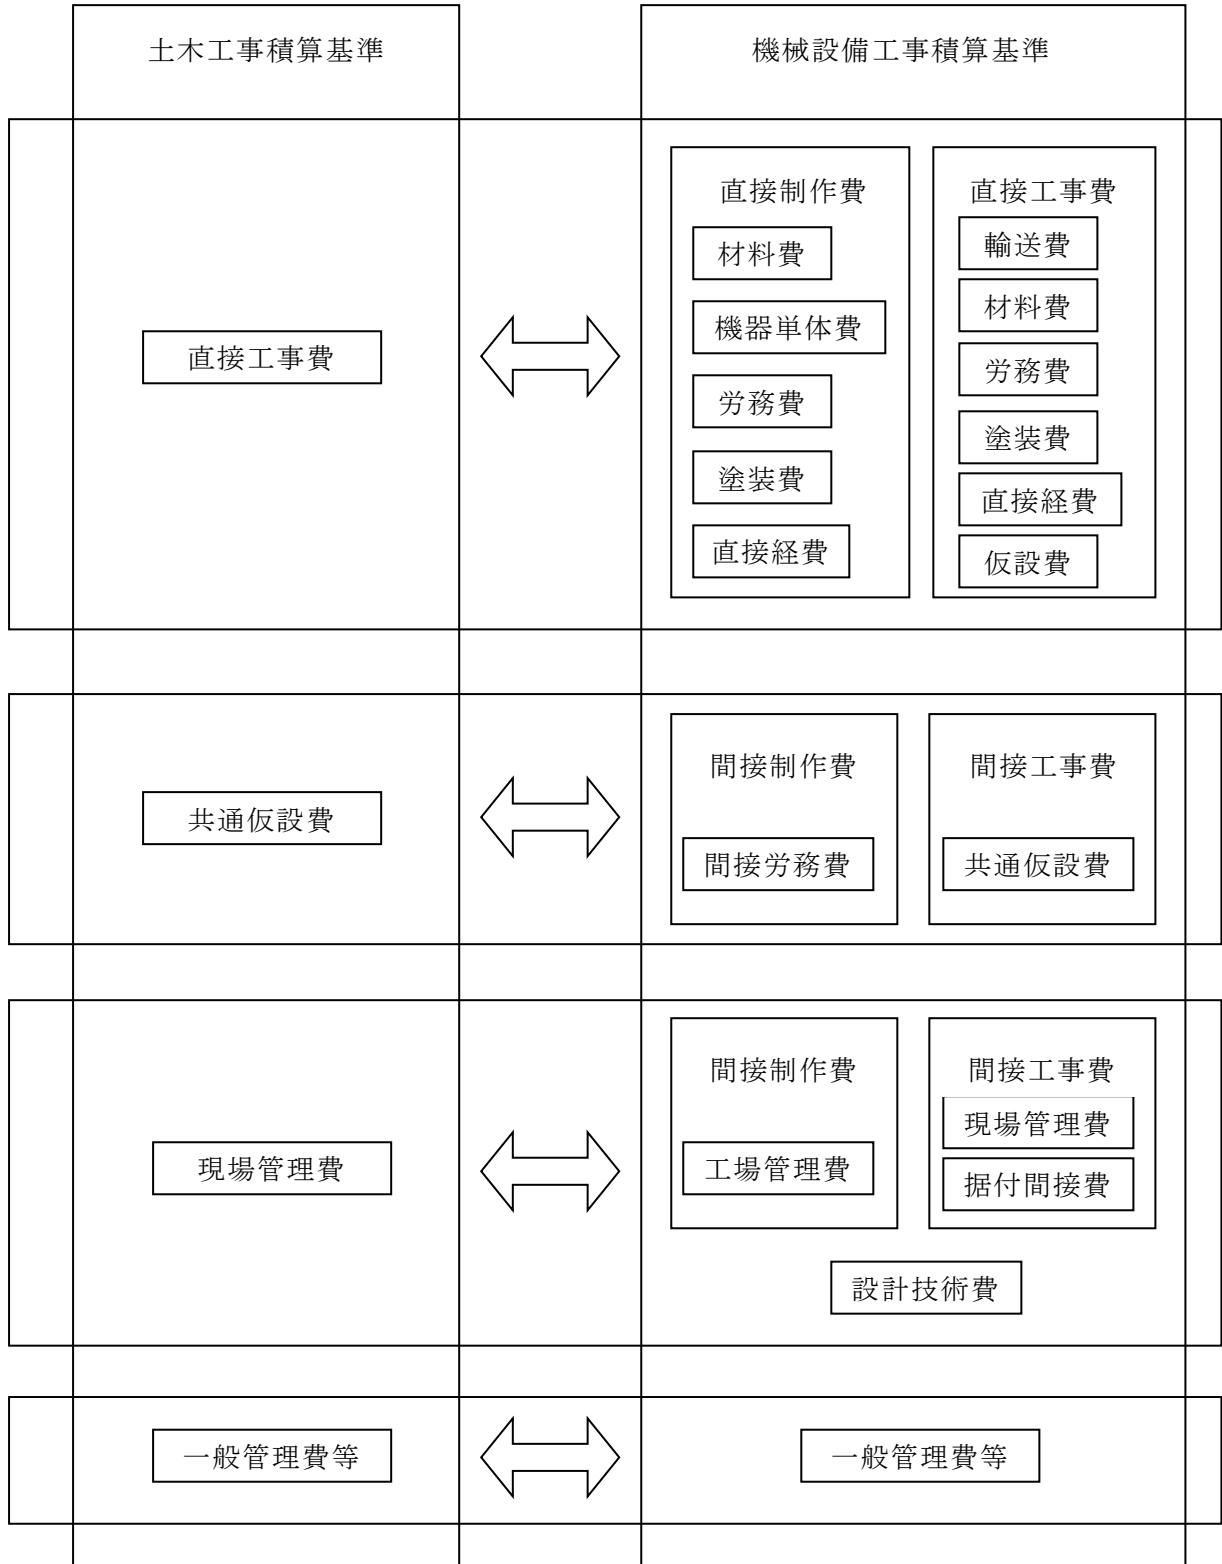 土木工事積算基準
機械設備工事積算基準
直接工事費
直接制作費
材料費
機器単体費
労務費
塗装費
直接経費
直接工事費
輸送費
材料費
労務費
塗装費
直接経費
仮設費
共通仮設費
間接制作費
間接労務費
間接工事費
共通仮設費
現場管理費
間接制作費
工場管理費
間接工事費
現場管理費
据付間接費
設計技術費
一般管理費等
一般管理費等